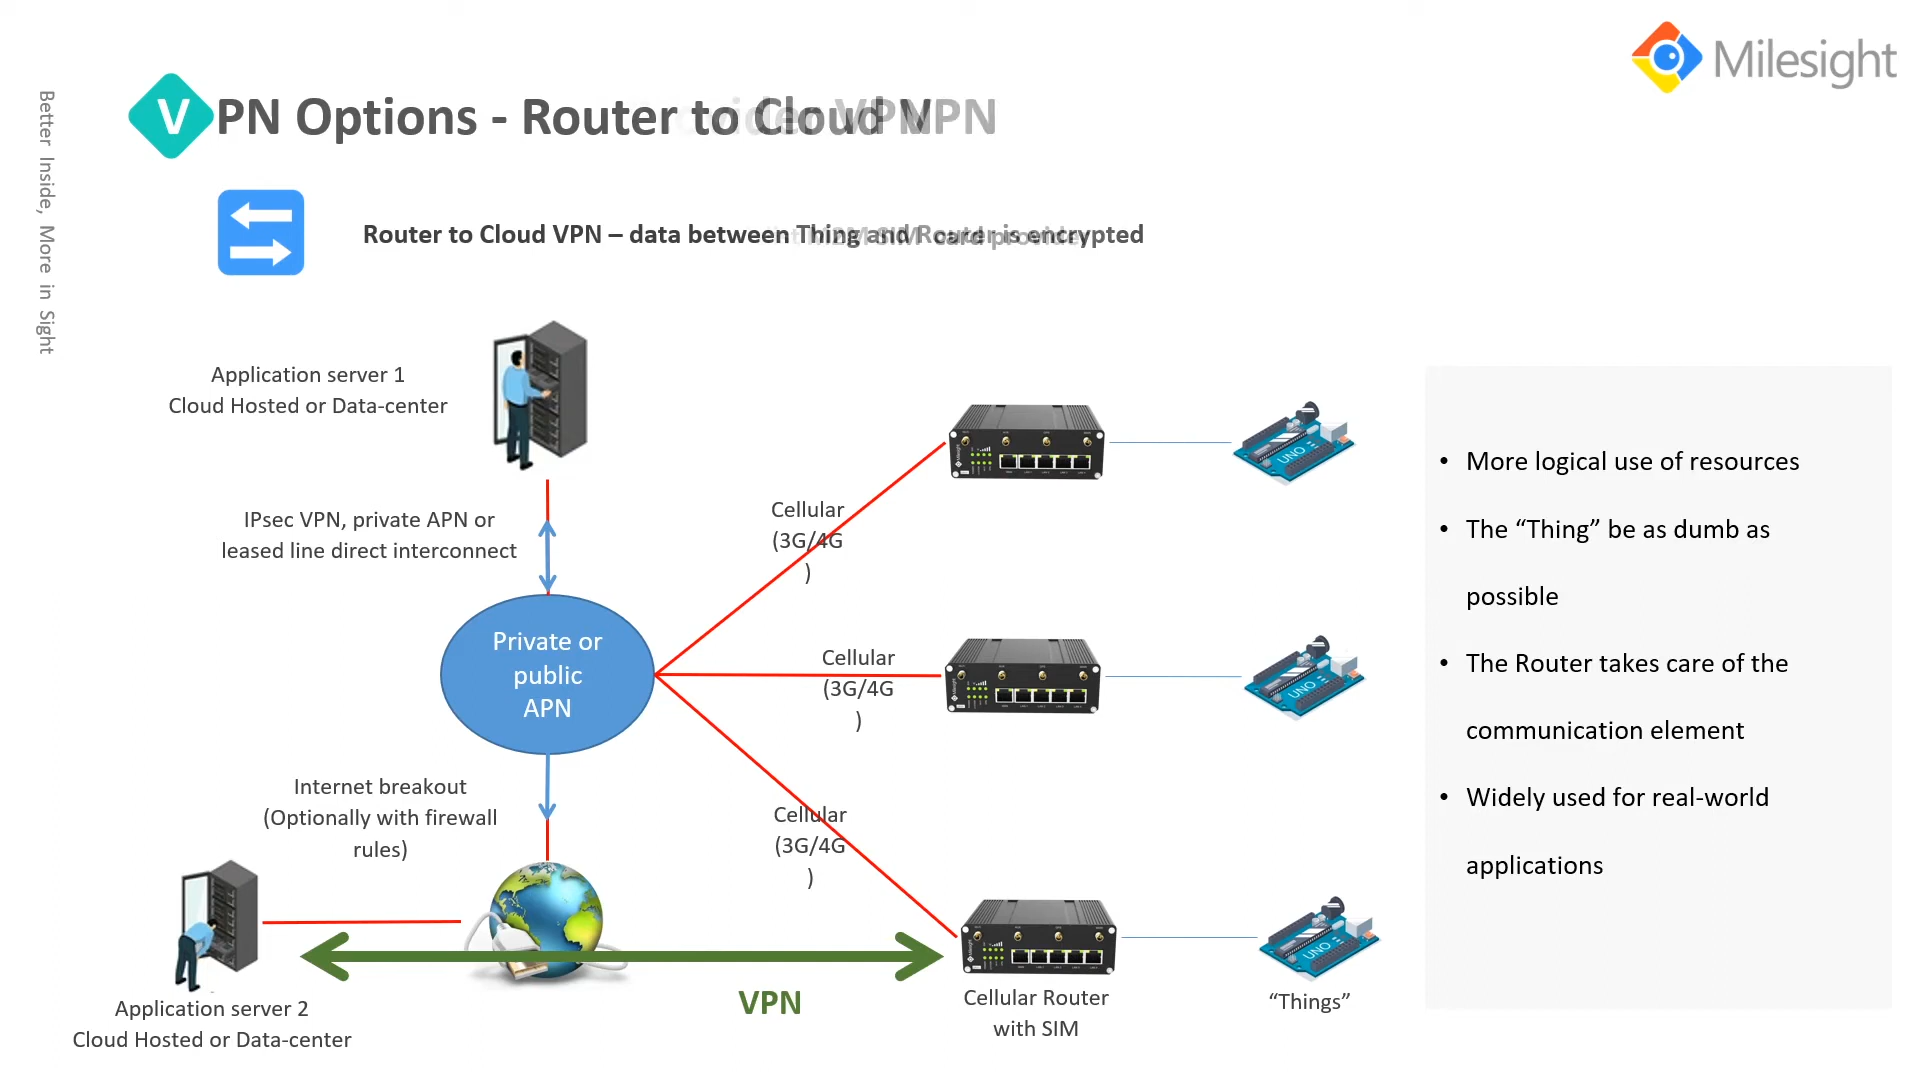 Milesight
Better Inside, More in Sight
VPN Options - Router to Cloud VPN
Router to Cloud VPN – data between Thing and Router is encrypted
Application server 1
Cloud Hosted or Data-center
IPsec VPN, private APN or
leased line direct interconnect
Private or
public
APN
Internet breakout
(Optionally with firewall
rules)
Cellular
(3G/4G
)
Cellular
(3G/4G
)
Cellular
(3G/4G
)
UNO
UNO
UNO
Application server 2
Cloud Hosted or Data-center
VPN
Cellular Router
with SIM
“Things”
• More logical use of resources
• The “Thing” be as dumb as
possible
• The Router takes care of the
communication element
• Widely used for real-world
applications